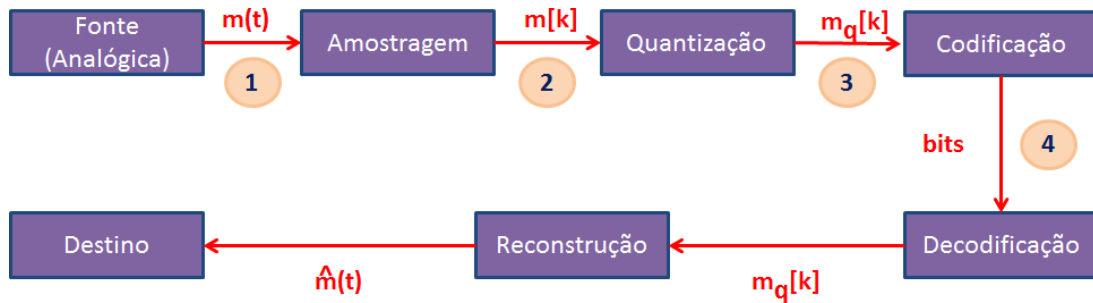 Fonte
(Analógica)
m(t)
1
Amostragem
m[k]
2
Quantização
mq[k]
3
Codificação
bits
4
Decodificação
mq[k]
Reconstrução
m̂(t)
Destino